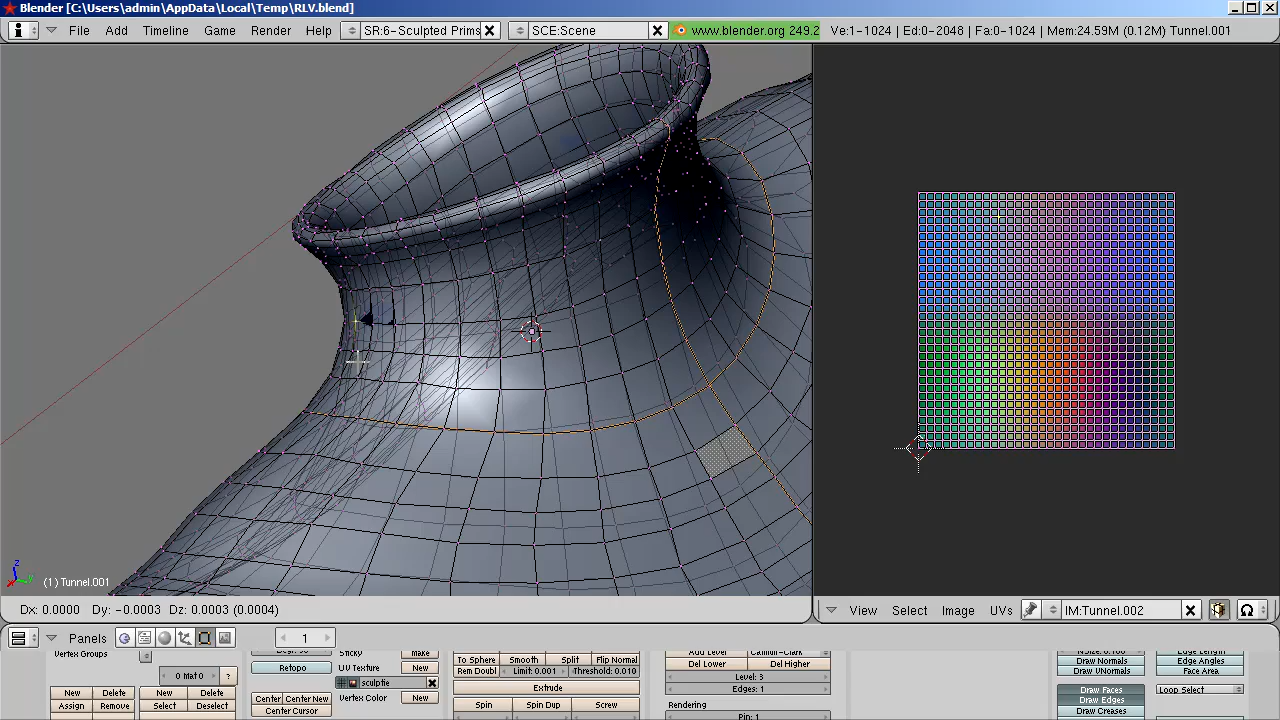 Blender [C:\Users\admin\AppData\Local\Temp\RLV.blend]
File Add Timeline Game Render Help SR:6-Sculpted Prims SCE:Scene www.blender.org 249.2 Ve:1-1024 | Ed:0-2048 | Fa:0-1024 | Mem:24.59M (0.12M) Tunnel.001
z
y
x
(1) Tunnel.001
Dx: 0.0000 Dy: -0.0003 Dz: 0.0003 (0.0004)
View Select Image UVs IM:Tunnel.002
Panels 1
Vertex Groups
0 Mat 0 ?
New Delete New Delete
Assign Remove Select Deselect
Sticky Make
Retopo UV Texture New
sculptie
Center Center New Vertex Color New
Center Cursor
To Sphere Smooth Split Flip Normal
Rem Doubl Limit: 0.001 Threshold: 0.010
Extrude
Spin Spin Dup Screw
Add Level
Del Lower Del Higher
Level: 3
Edges: 1
Rendering
Pin: 1
Draw Normals Edge Angles
Draw VNormals Face Area
Draw Faces Loop Select
Draw Edges
Draw Creases